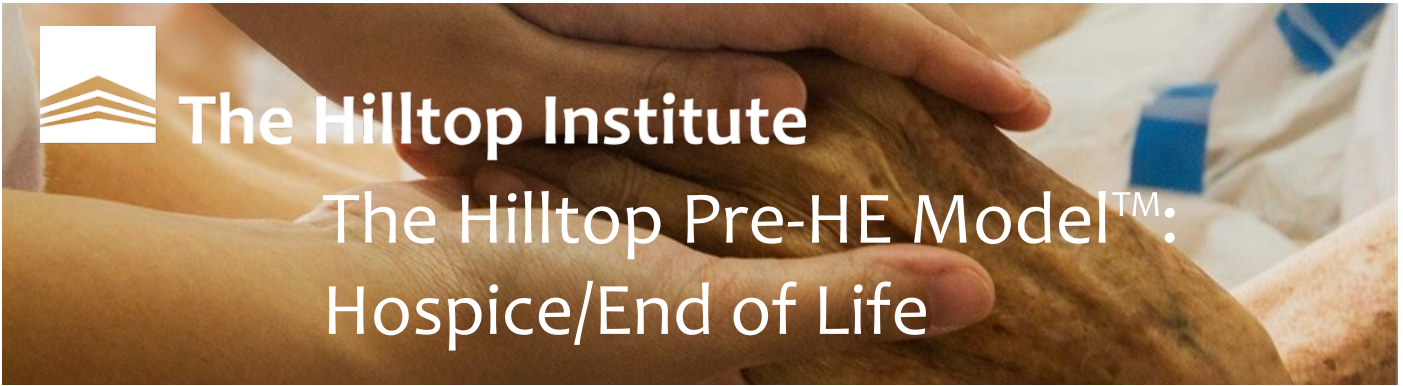 The Hilltop Institute
The Hilltop Pre-HE Model™:
Hospice/End of Life